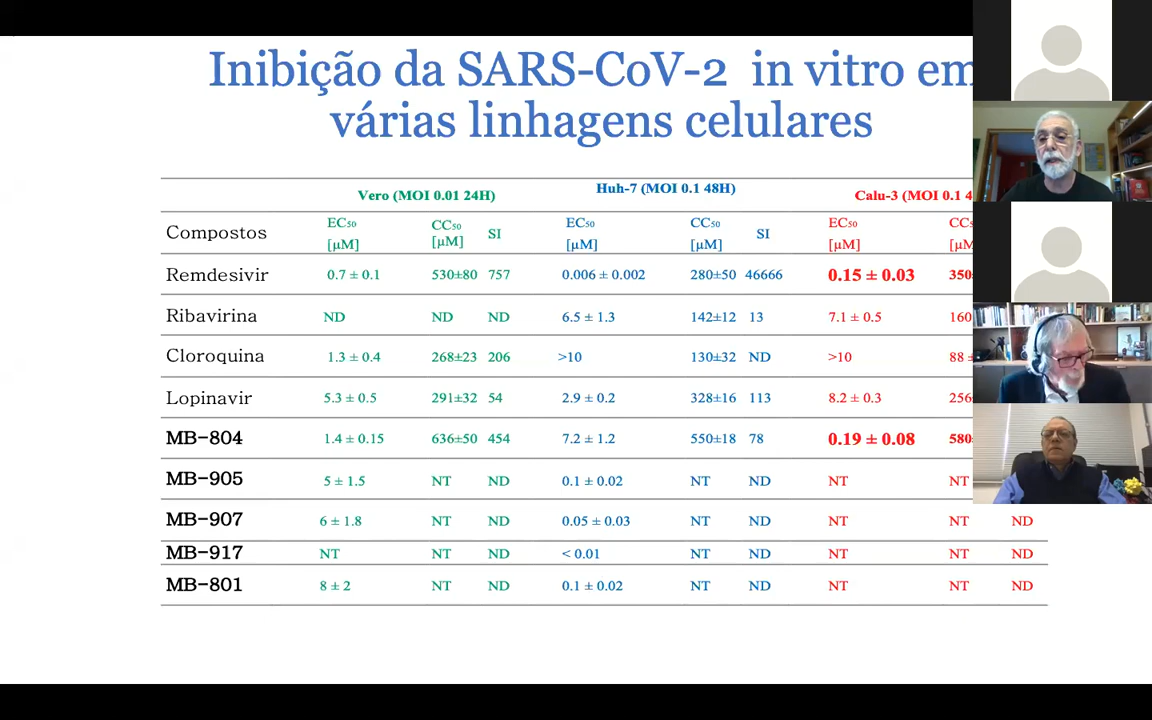 Inibição da SARS-CoV-2 in vitro em
várias linhagens celulares
Vero (MOI 0.01 24H) Huh-7 (MOI 0.1 48H) Calu-3 (MOI 0.1 4
Compostos EC₅₀ [µM] CC₅₀ [µM] SI EC₅₀ [µM] CC₅₀ [µM] SI EC₅₀ [µM]
Remdesivir 0.7 ± 0.1 530±80 757 0.006 ± 0.002 280±50 46666 0.15 ± 0.03 350
Ribavirina ND ND ND 6.5 ± 1.3 142±12 13 7.1 ± 0.5 160
Cloroquina 1.3 ± 0.4 268±23 206 >10 130±32 ND >10 88 ±
Lopinavir 5.3 ± 0.5 291±32 54 2.9 ± 0.2 328±16 113 8.2 ± 0.3 256
MB-804 1.4 ± 0.15 636±50 454 7.2 ± 1.2 550±18 78 0.19 ± 0.08 580
MB-905 5 ± 1.5 NT ND 0.1 ± 0.02 NT ND NT NT
MB-907 6 ± 1.8 NT ND 0.05 ± 0.03 NT ND NT NT ND
MB-917 NT NT ND < 0.01 NT ND NT NT ND
MB-801 8 ± 2 NT ND 0.1 ± 0.02 NT ND NT NT ND